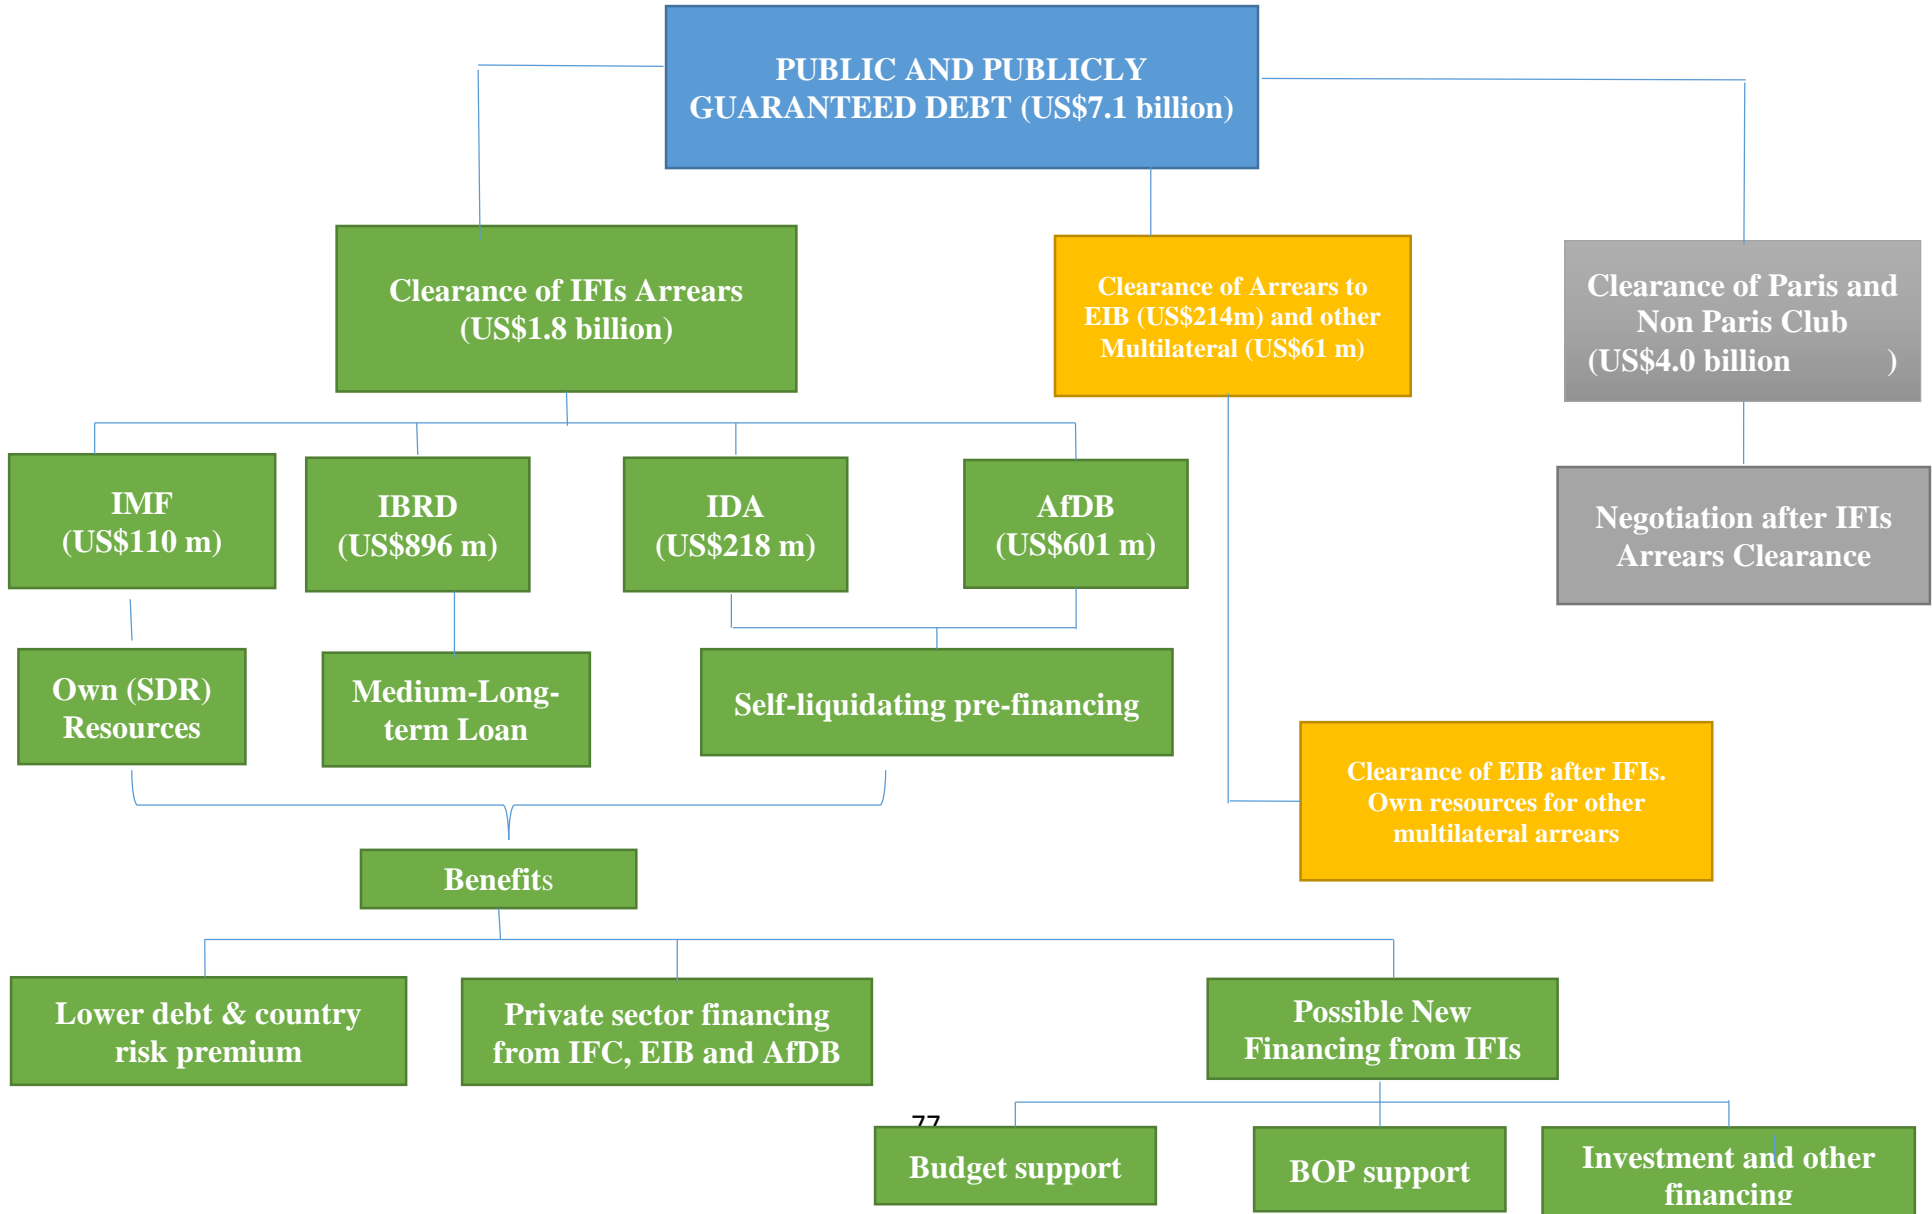 PUBLIC AND PUBLICLY
GUARANTEED DEBT (US$7.1 billion)
Clearance of IFIs Arrears
(US$1.8 billion)
Clearance of Arrears to
EIB (US$214m) and other
Multilateral (US$61 m)
Clearance of Paris and
Non Paris Club
(US$4.0 billion )
IMF
(US$110 m)
IBRD
(US$896 m)
IDA
(US$218 m)
AfDB
(US$601 m)
Negotiation after IFIs
Arrears Clearance
Own (SDR)
Resources
Medium-Long-
term Loan
Self-liquidating pre-financing
Clearance of EIB after IFIs.
Own resources for other
multilateral arrears
Benefits
Lower debt & country
risk premium
Private sector financing
from IFC, EIB and AfDB
Possible New
Financing from IFIs
77
Budget support
BOP support
Investment and other
financing